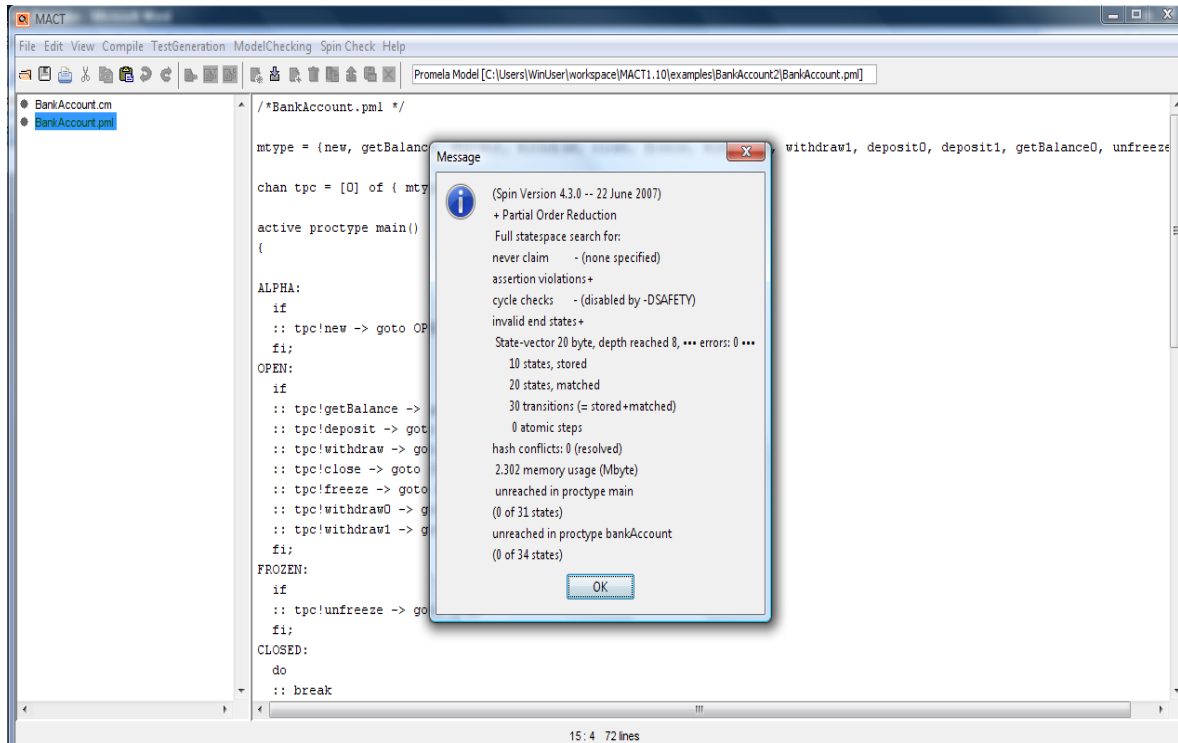 MACT
File Edit View Compile TestGeneration ModelChecking Spin Check Help
Promela Model [C:\Users\WinUser\workspace\MACT1.10\examples\BankAccount2\BankAccount.pml]
BankAccount.cm
BankAccount.pml
/*BankAccount.pml */
mtype = {new, getBalanc withdraw1, deposit0, deposit1, getBalance0, unfreeze
chan tpc = [0] of { mty
active proctype main()
{
ALPHA:
if
:: tpc!new -> goto OP
fi;
OPEN:
if
:: tpc!getBalance ->
:: tpc!deposit -> got
:: tpc!withdraw -> go
:: tpc!close -> goto
:: tpc!freeze -> goto
:: tpc!withdraw0 -> g
:: tpc!withdraw1 -> g
fi;
FROZEN:
if
:: tpc!unfreeze -> go
fi;
CLOSED:
do
:: break
Message
(Spin Version 4.3.0 -- 22 June 2007)
+ Partial Order Reduction
Full statespace search for:
never claim - (none specified)
assertion violations+
cycle checks - (disabled by -DSAFETY)
invalid end states+
State-vector 20 byte, depth reached 8, ••• errors: 0 •••
10 states, stored
20 states, matched
30 transitions (= stored+matched)
0 atomic steps
hash conflicts: 0 (resolved)
2.302 memory usage (Mbyte)
unreached in proctype main
(0 of 31 states)
unreached in proctype bankAccount
(0 of 34 states)
OK
15 : 4 72 lines